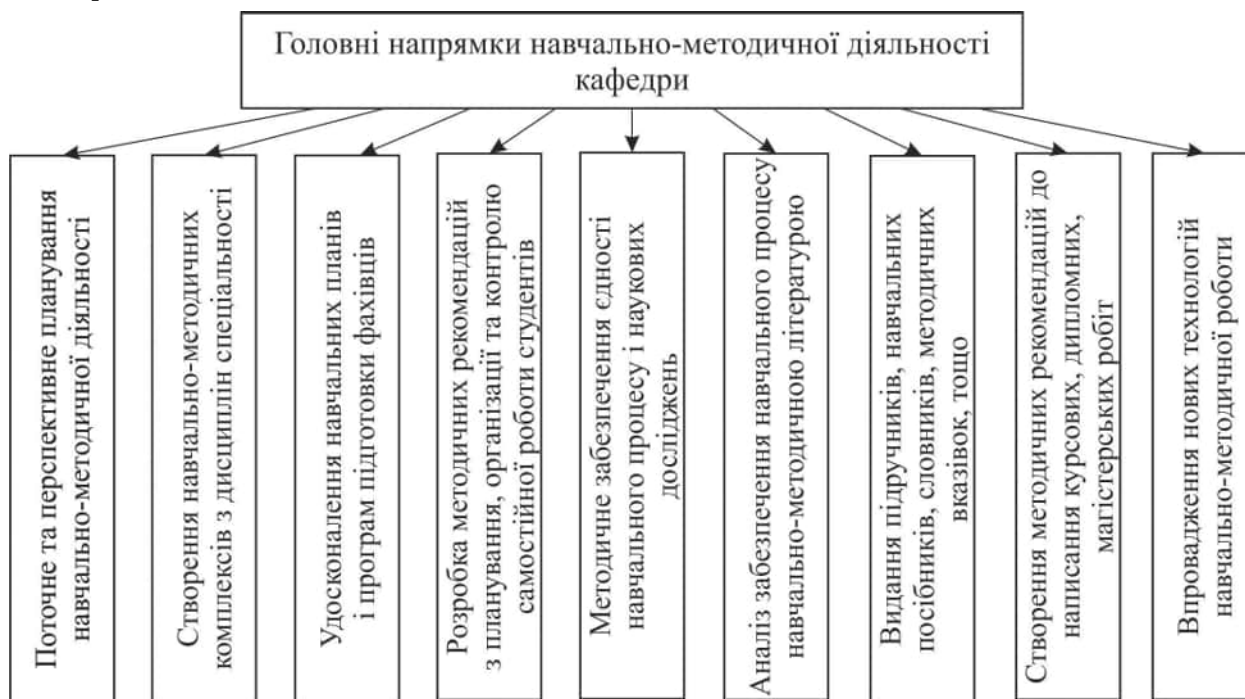 Головні напрямки навчально-методичної діяльності
кафедри
Поточне та перспективне планування
навчально-методичної діяльності
Створення навчально-методичних
комплексів з дисциплін спеціальності
Удосконалення навчальних планів
і програм підготовки фахівців
Розробка методичних рекомендацій
з планування, організації та контролю
самостійної роботи студентів
Методичне забезпечення єдності
навчального процесу і наукових
досліджень
Аналіз забезпечення навчального процесу
навчально-методичною літературою
Видання підручників, навчальних
посібників, словників, методичних
вказівок, тощо
Створення методичних рекомендацій до
написання курсових, дипломних,
магістерських робіт
Впровадження нових технологій
навчально-методичної роботи